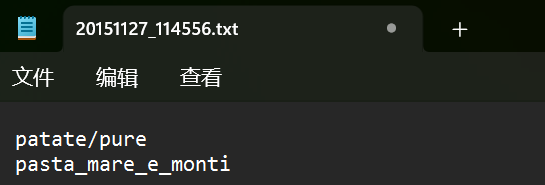 20151127_114556.txt
文件 编辑 查看
patate/pure
pasta_mare_e_monti